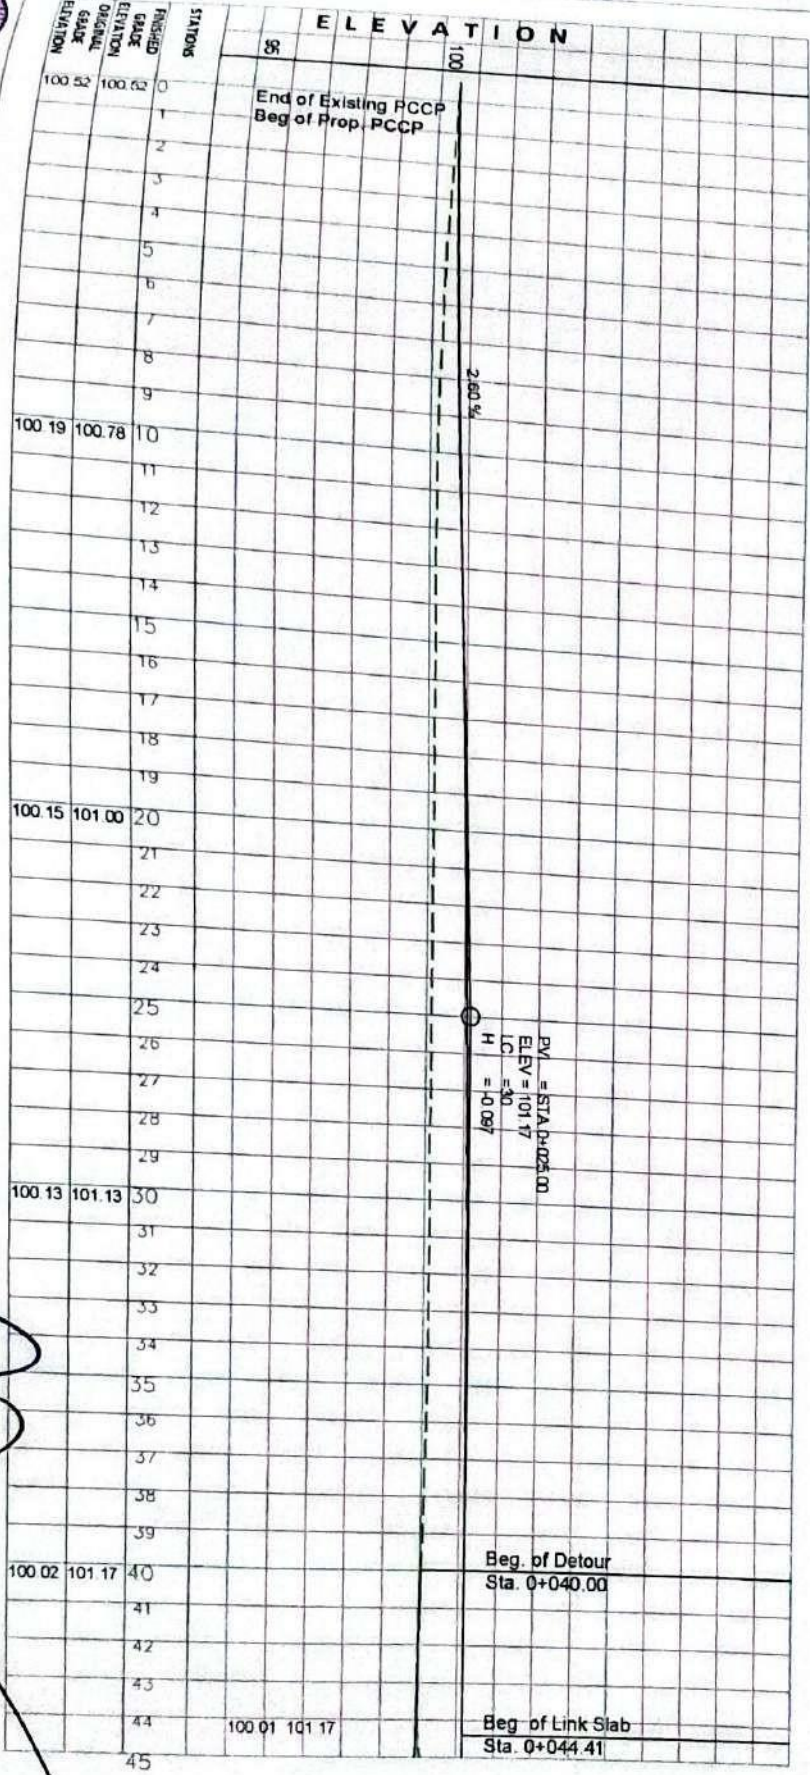 ELEVATION
STATIONS
FINISHED
GRADE
ELEVATION
ORIGINAL
GRADE
ELEVATION
95
100
100.52 100.52 0
End of Existing PCCP
Beg of Prop. PCCP
1
2
3
4
5
6
7
8
2.60 %
9
100.19 100.78 10
11
12
13
14
15
16
17
18
19
100.15 101.00 20
21
22
23
24
25
PVI = STA 0+025.00
ELEV = 101.17
LC = 30
H = -0.097
26
27
28
29
100.13 101.13 30
31
32
33
34
35
36
37
38
39
Beg. of Detour
100.02 101.17 40
Sta. 0+040.00
41
42
43
44
100.01 101.17
Beg of Link Slab
Sta. 0+044.41
45